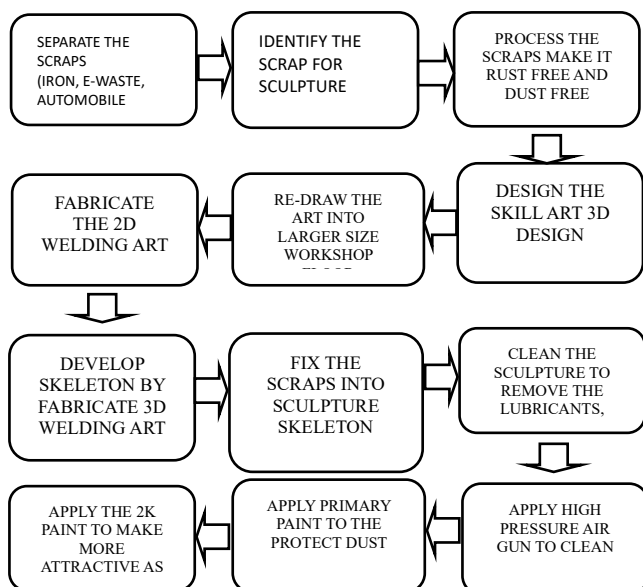 SEPARATE THE
SCRAPS
(IRON, E-WASTE,
AUTOMOBILE
IDENTIFY THE
SCRAP FOR
SCULPTURE
PROCESS THE
SCRAPS MAKE IT
RUST FREE AND
DUST FREE
DESIGN THE
SKILL ART 3D
DESIGN
RE-DRAW THE
ART INTO
LARGER SIZE
WORKSHOP
FABRICATE
THE 2D
WELDING ART
DEVELOP
SKELETON BY
FABRICATE 3D
WELDING ART
FIX THE
SCRAPS INTO
SCULPTURE
SKELETON
CLEAN THE
SCULPTURE TO
REMOVE THE
LUBRICANTS,
APPLY HIGH
PRESSURE AIR
GUN TO CLEAN
APPLY PRIMARY
PAINT TO THE
PROTECT DUST
APPLY THE 2K
PAINT TO MAKE
MORE
ATTRACTIVE AS